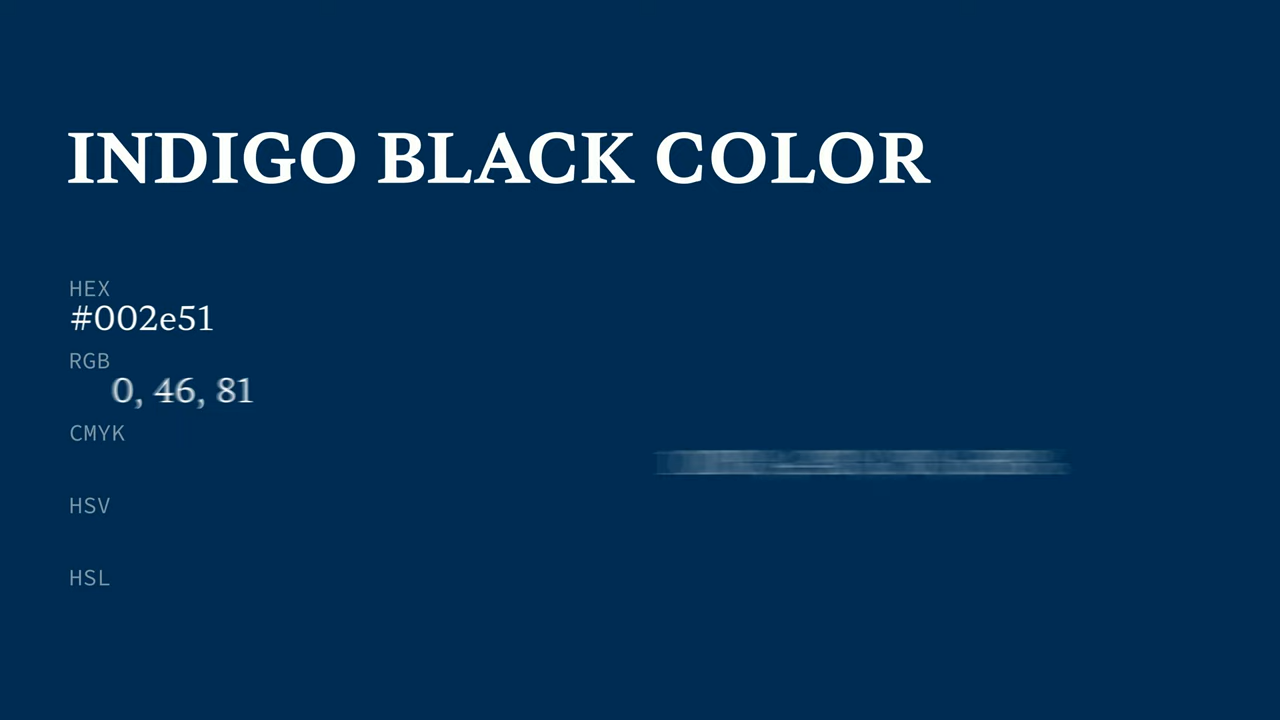 INDIGO BLACK COLOR
HEX
#002e51
RGB
0, 46, 81
CMYK
HSV
HSL